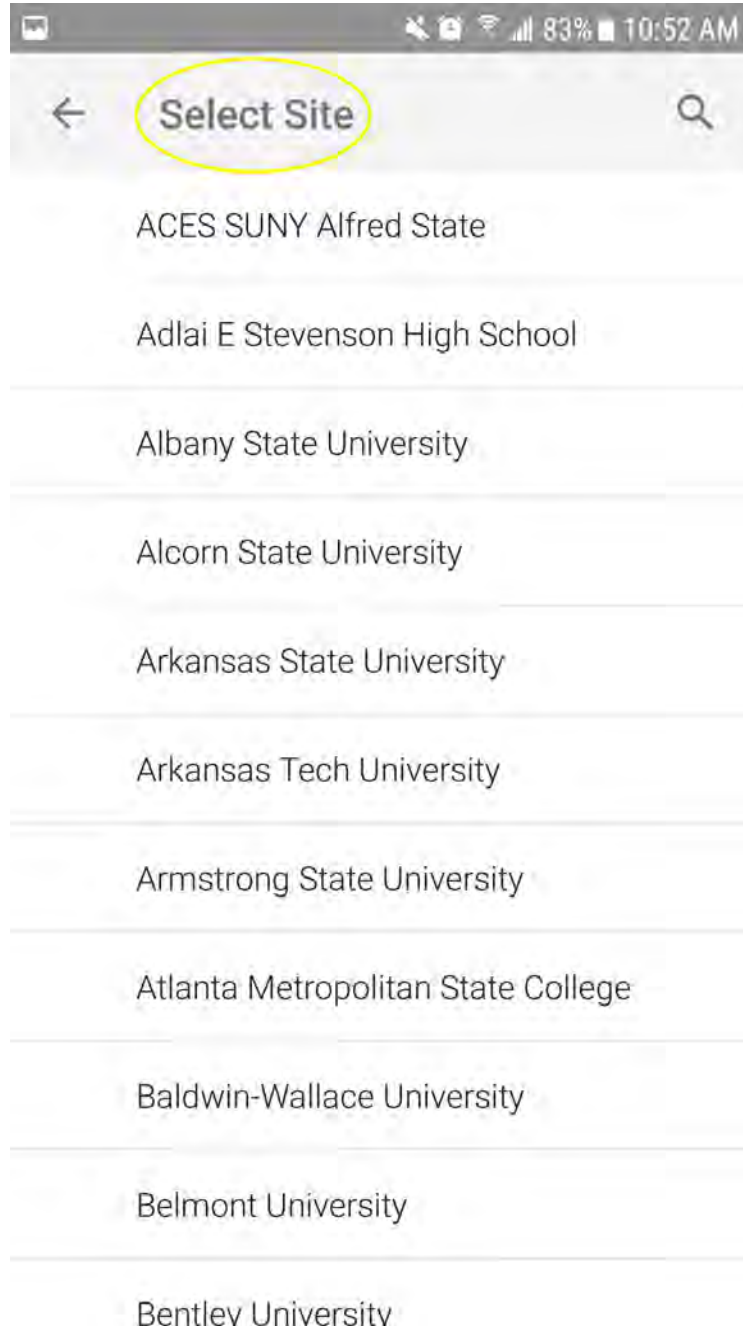 83% 10:52 AM
Select Site
ACES SUNY Alfred State
Adlai E Stevenson High School
Albany State University
Alcorn State University
Arkansas State University
Arkansas Tech University
Armstrong State University
Atlanta Metropolitan State College
Baldwin-Wallace University
Belmont University
Bentley University